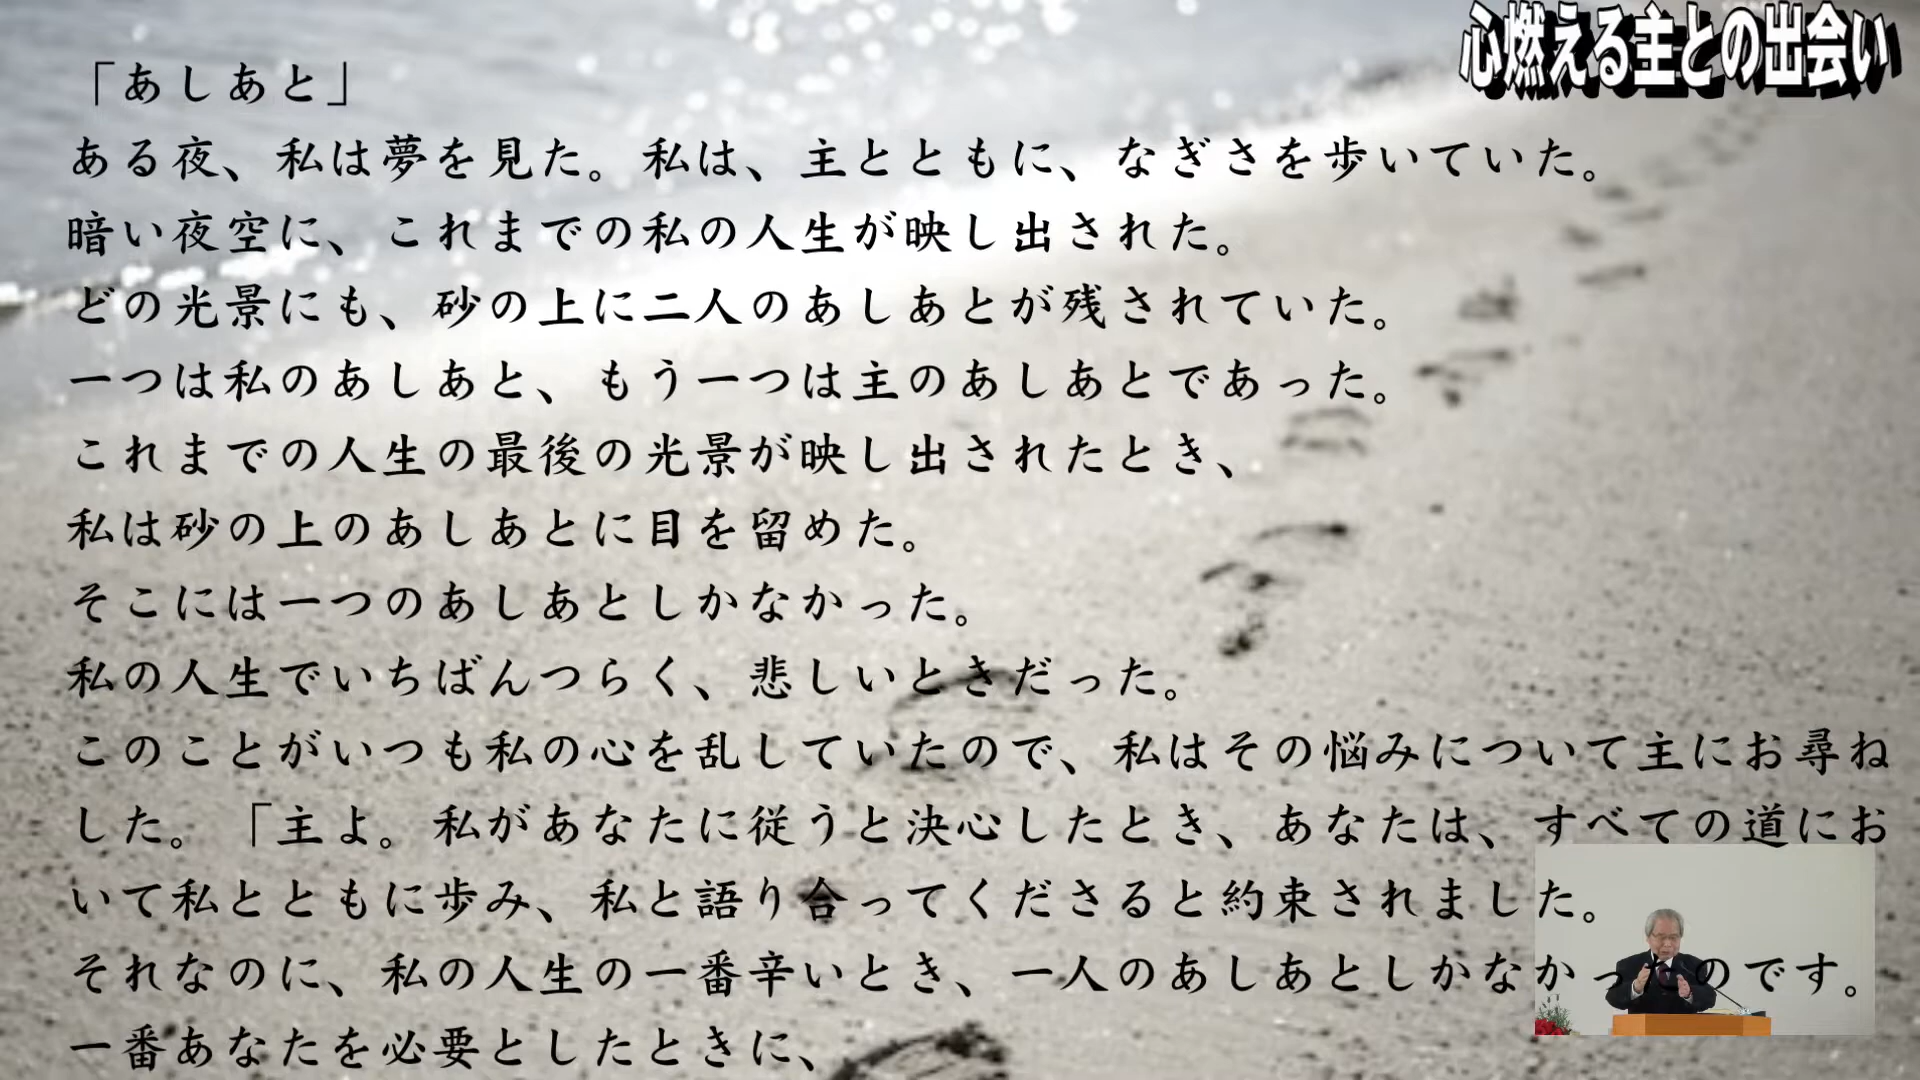 心燃える主との出会い
「あしあと」
ある夜、私は夢を見た。私は、主とともに、なぎさを歩いていた。
暗い夜空に、これまでの私の人生が映し出された。
どの光景にも、砂の上に二人のあしあとが残されていた。
一つは私のあしあと、もう一つは主のあしあとであった。
これまでの人生の最後の光景が映し出されたとき、
私は砂の上のあしあとに目を留めた。
そこには一つのあしあとしかなかった。
私の人生でいちばんつらく、悲しいときだった。
このことがいつも私の心を乱していたので、私はその悩みについて主にお尋ね
した。「主よ。私があなたに従うと決心したとき、あなたは、すべての道にお
いて私とともに歩み、私と語り合ってくださると約束されました。
それなのに、私の人生の一番辛いとき、一人のあしあとしかなかったのです。
一番あなたを必要としたときに、